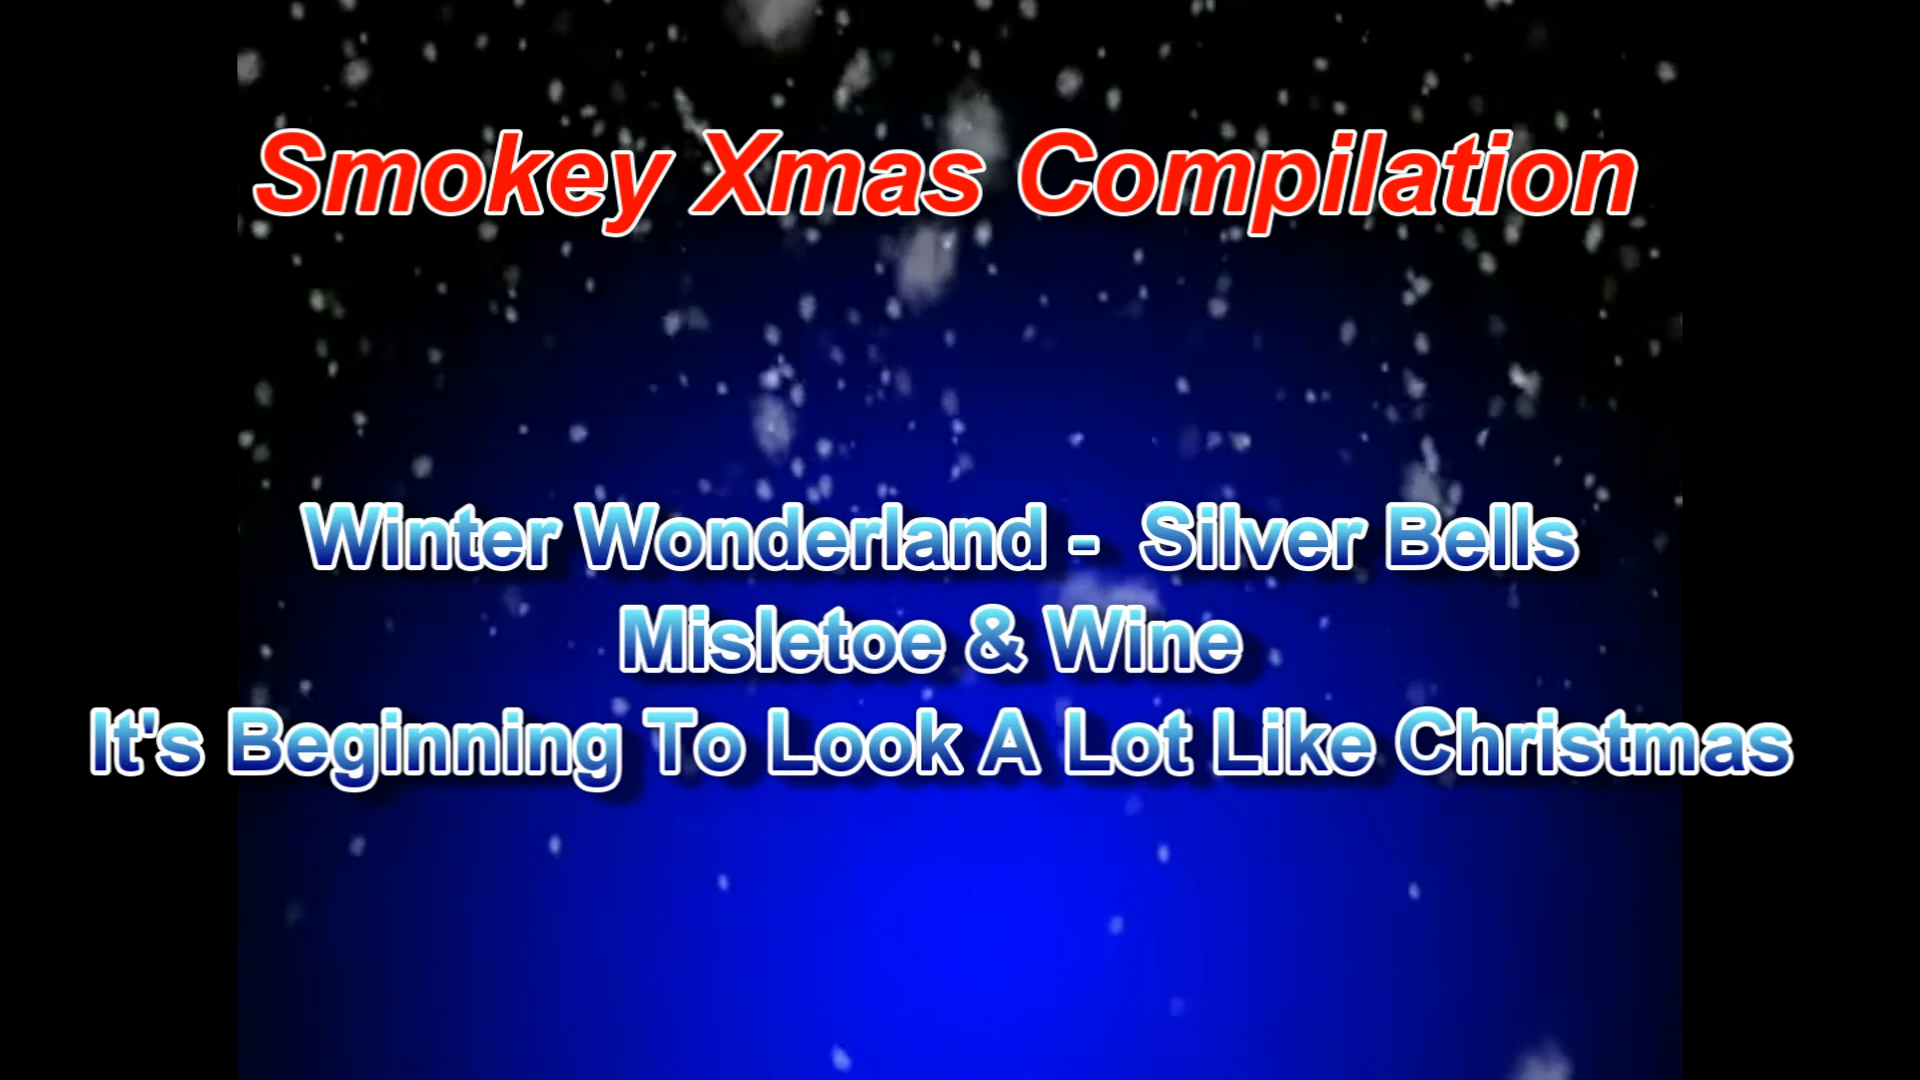 Smokey Xmas Compilation
Winter Wonderland -  Silver Bells
Misletoe & Wine
It's Beginning To Look A Lot Like Christmas